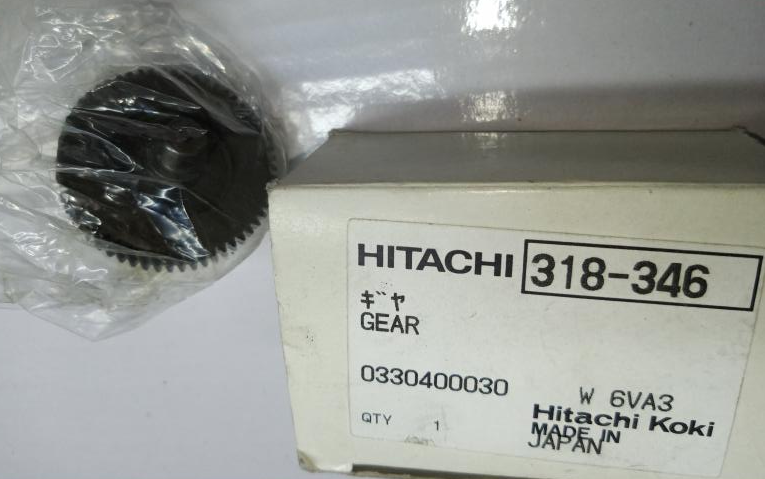 HITACHI 318-346
ギヤ
GEAR
0330400030
W 6VA3
QTY 1
Hitachi Koki
MADE IN
JAPAN